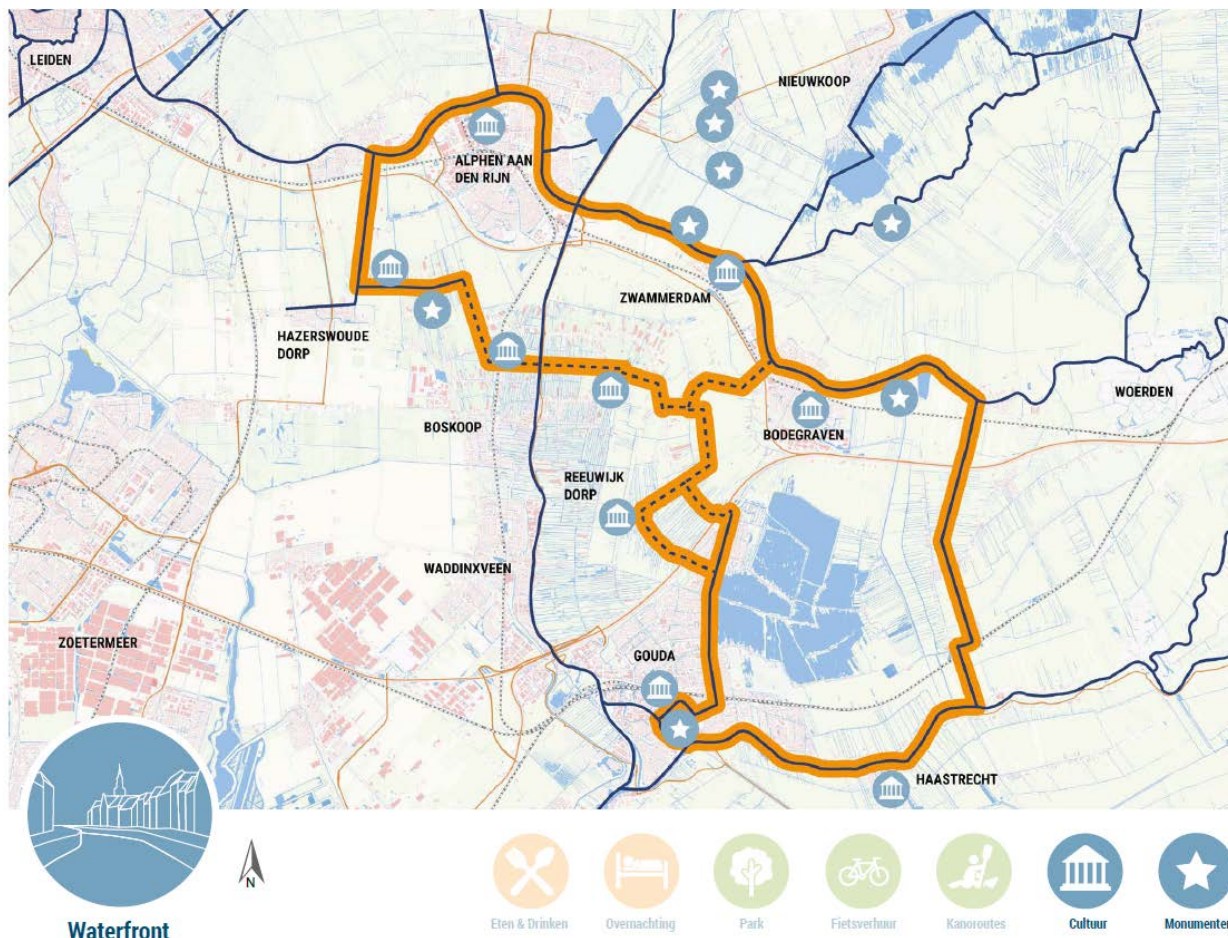 LEIDEN
NIEUWKOOP
ALPHEN AAN
DEN RIJN
ZWAMMERDAM
HAZERSWOUDE
DORP
WOERDEN
BOSKOOP
BODEGRAVEN
REEUWIJK
DORP
WADDINXVEEN
ZOETERMEER
GOUDA
HAASTRECHT
N
Waterfront
Eten & Drinken
Overnachting
Park
Fietsverhuur
Kanoroutes
Cultuur
Monumenten